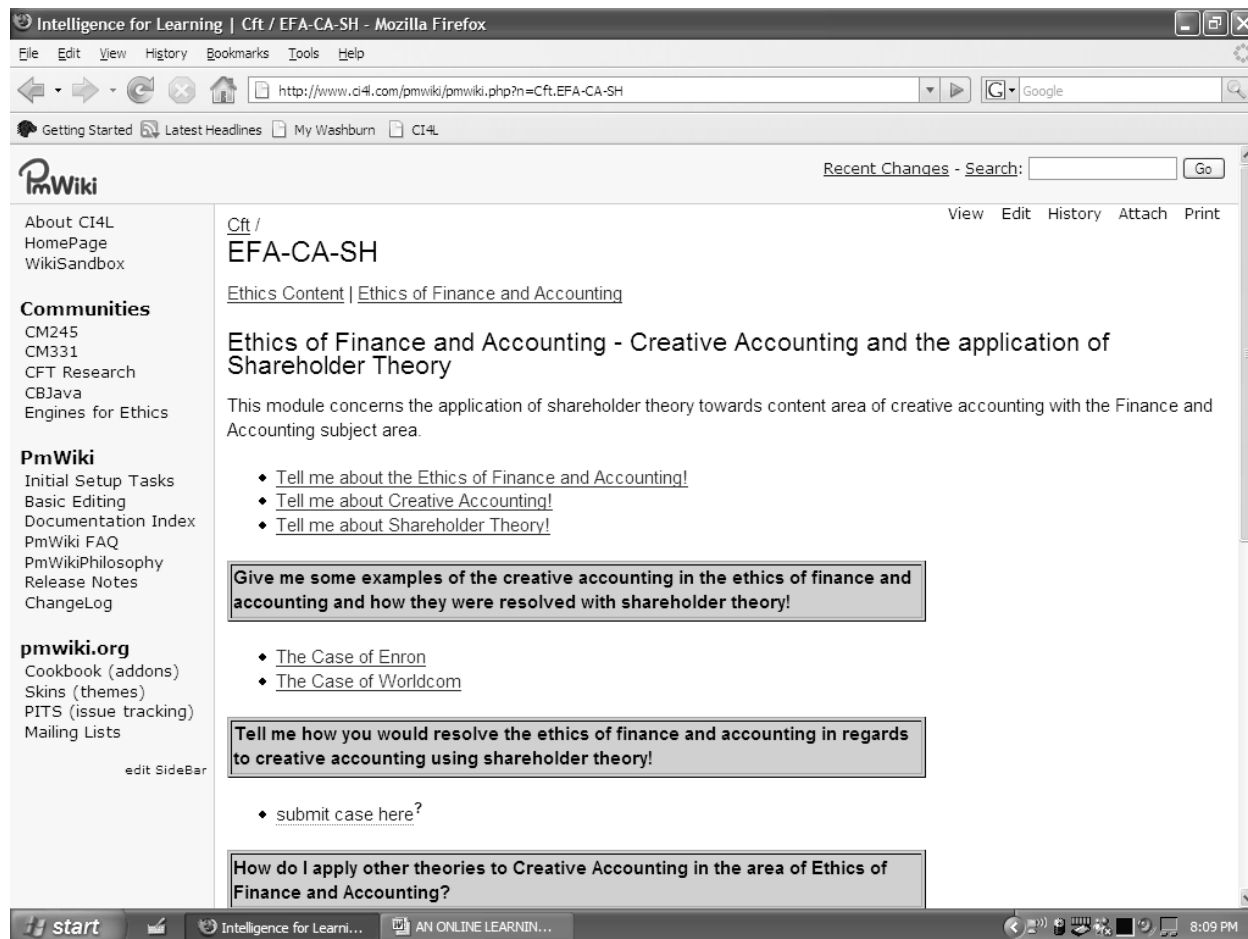 Intelligence for Learning | Cft / EFA-CA-SH - Mozilla Firefox
File Edit View History Bookmarks Tools Help
http://www.ci4l.com/pmwiki/pmwiki.php?n=Cft.EFA-CA-SH
G Google
Getting Started Latest Headlines My Washburn CI4L
PmWiki
Recent Changes - Search: Go
View Edit History Attach Print
About CI4L
HomePage
WikiSandbox
Communities
CM245
CM331
CFT Research
CBJava
Engines for Ethics
PmWiki
Initial Setup Tasks
Basic Editing
Documentation Index
PmWiki FAQ
PmWikiPhilosophy
Release Notes
ChangeLog
pmwiki.org
Cookbook (addons)
Skins (themes)
PITS (issue tracking)
Mailing Lists
edit SideBar
Cft /
EFA-CA-SH
Ethics Content | Ethics of Finance and Accounting
Ethics of Finance and Accounting - Creative Accounting and the application of
Shareholder Theory
This module concerns the application of shareholder theory towards content area of creative accounting with the Finance and
Accounting subject area.
Tell me about the Ethics of Finance and Accounting!
Tell me about Creative Accounting!
Tell me about Shareholder Theory!
Give me some examples of the creative accounting in the ethics of finance and
accounting and how they were resolved with shareholder theory!
The Case of Enron
The Case of Worldcom
Tell me how you would resolve the ethics of finance and accounting in regards
to creative accounting using shareholder theory!
submit case here?
How do I apply other theories to Creative Accounting in the area of Ethics of
Finance and Accounting?
start Intelligence for Learni... AN ONLINE LEARNIN... 8:09 PM